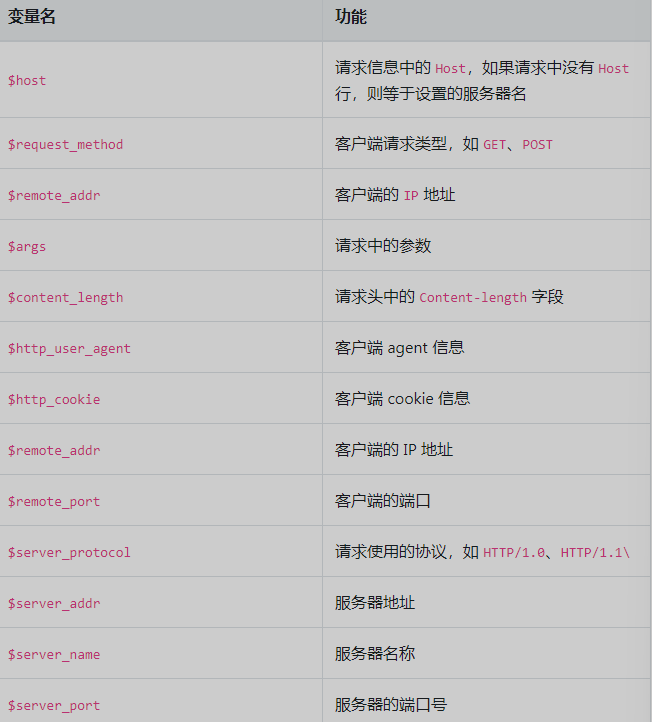 变量名 功能
$host 请求信息中的 Host，如果请求中没有 Host
行，则等于设置的服务器名
$request_method 客户端请求类型，如 GET、POST
$remote_addr 客户端的 IP 地址
$args 请求中的参数
$content_length 请求头中的 Content-length 字段
$http_user_agent 客户端 agent 信息
$http_cookie 客户端 cookie 信息
$remote_addr 客户端的 IP 地址
$remote_port 客户端的端口
$server_protocol 请求使用的协议，如 HTTP/1.0、HTTP/1.1\
$server_addr 服务器地址
$server_name 服务器名称
$server_port 服务器的端口号